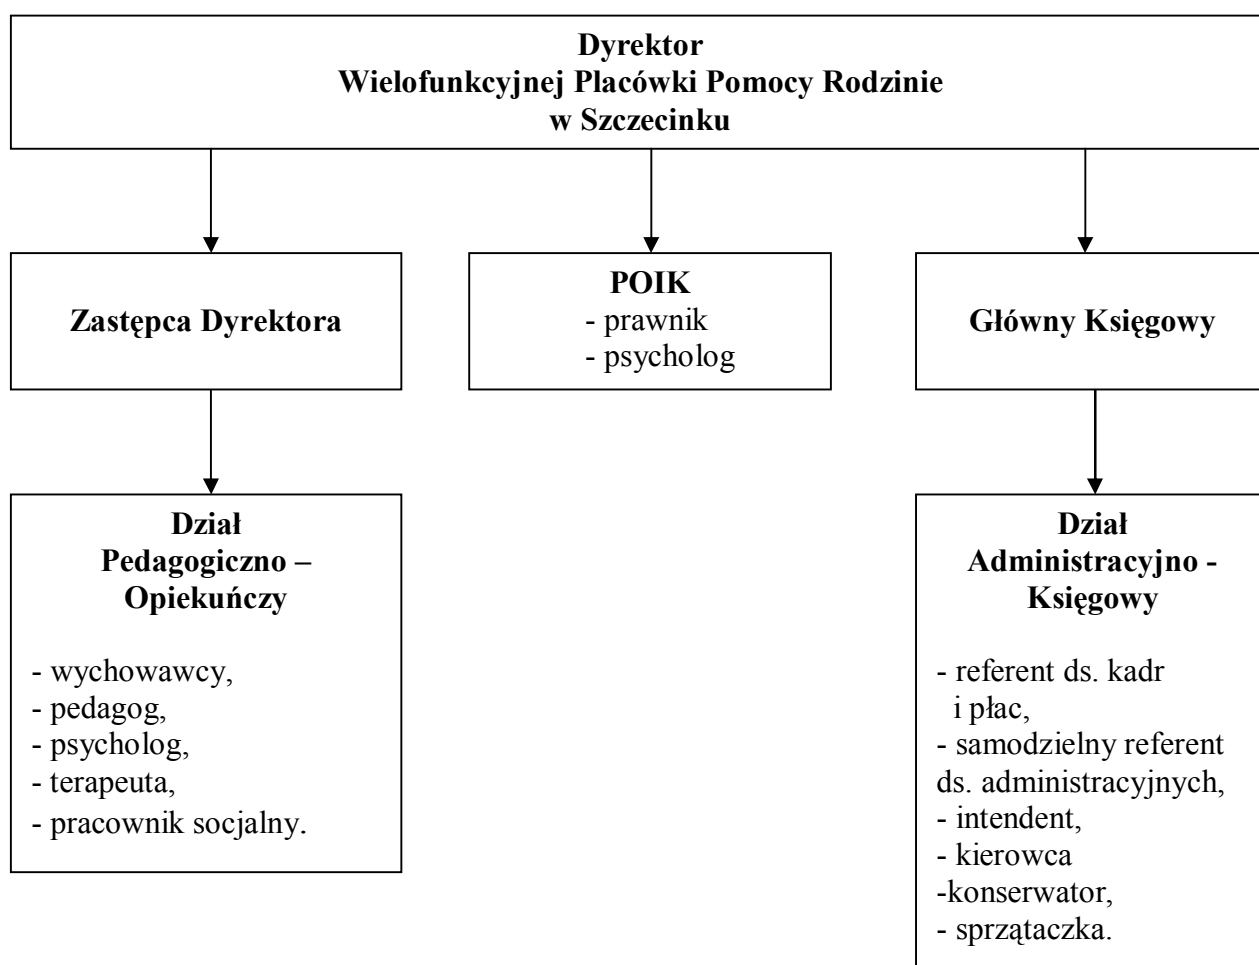 Dyrektor
Wielofunkcyjnej Placówki Pomocy Rodzinie
w Szczecinku
Zastępca Dyrektora
POIK
- prawnik
- psycholog
Główny Księgowy
Dział
Pedagogiczno –
Opiekuńczy
- wychowawcy,
- pedagog,
- psycholog,
- terapeuta,
- pracownik socjalny.
Dział
Administracyjno -
Księgowy
- referent ds. kadr
i płac,
- samodzielny referent
ds. administracyjnych,
- intendent,
- kierowca
-konserwator,
- sprzątaczka.